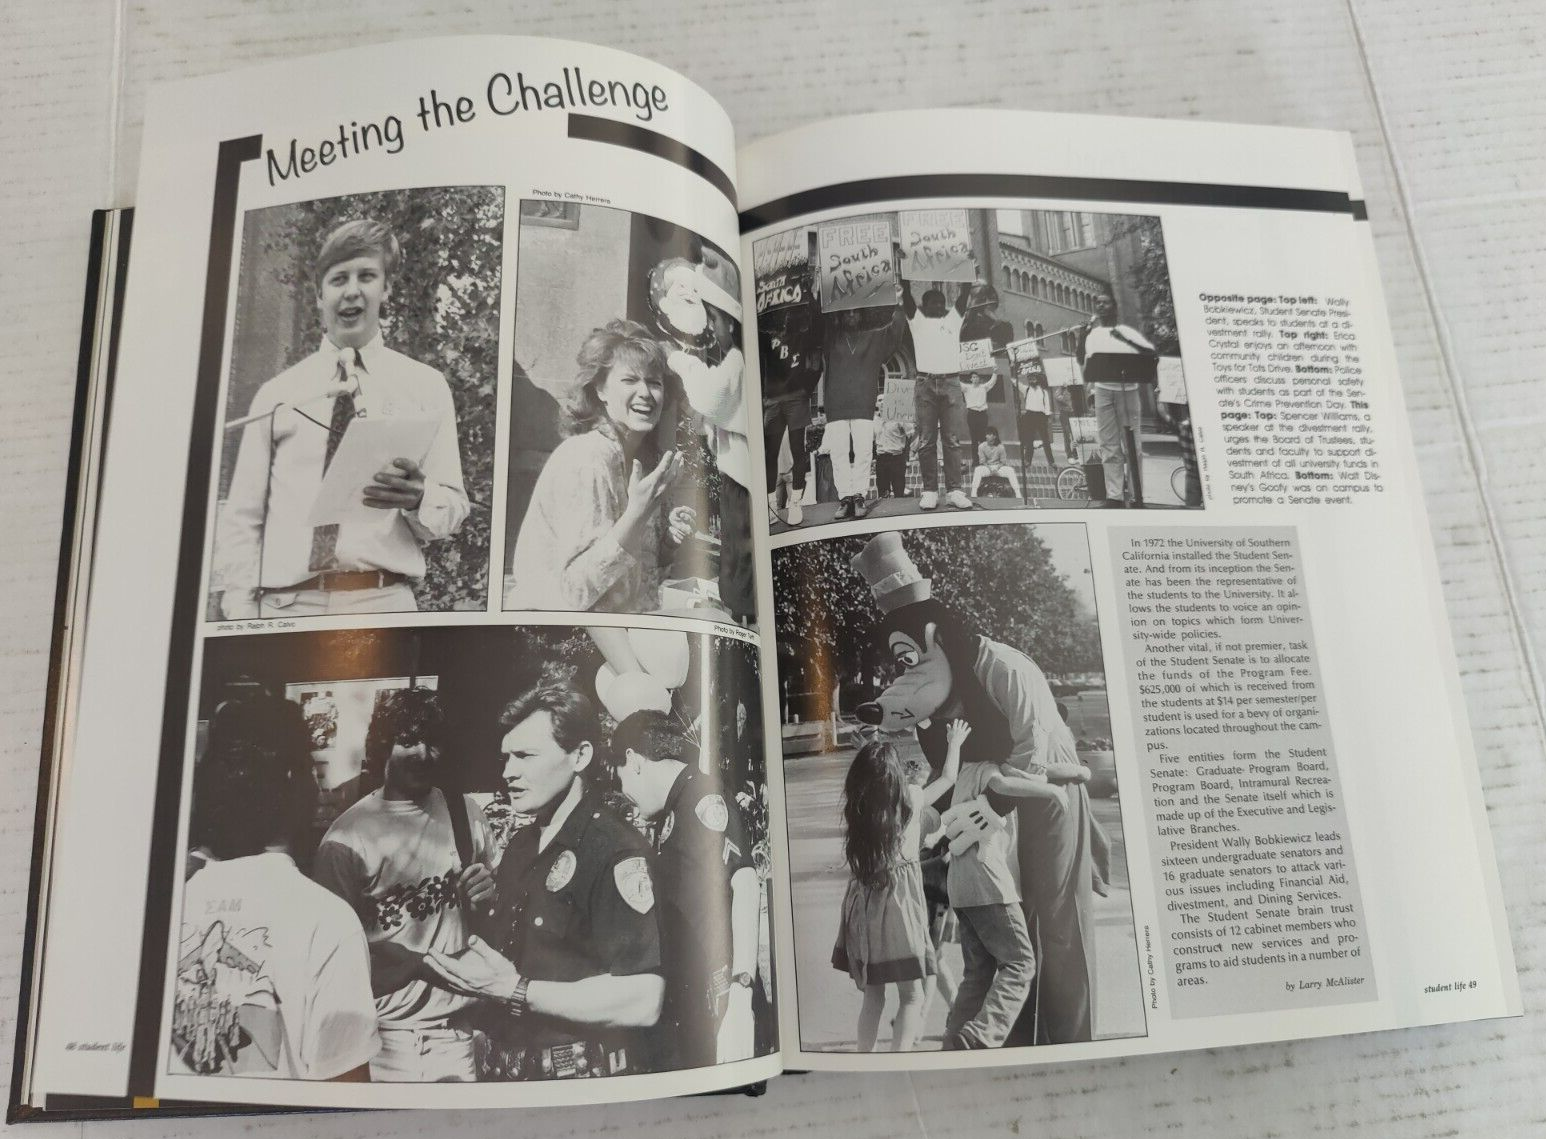 Meeting the Challenge
Photo by Cathy Herrera
photo by Ralph R. Calvo
Photo by Roger
TEAM
student life
FREE
South
Africa
FREE
South
Africa
South
Africa
Opposite page: Top left: Wally
Bobkiewicz, Student Senate Presi-
dent, speaks to students at a di-
vestment rally. Top right: Erica
Crystal enjoys an afternoon with
community children during the
Toys for Tots Drive. Bottom: Police
officers discuss personal safety
with students as part of the Sen-
ate's Crime Prevention Day. This
page: Top: Spencer Williams, a
speaker at the divestment rally,
urges the Board of Trustees, stu-
dents and faculty to support di-
vestment of all university funds in
South Africa. Bottom: Walt Dis-
ney's Goofy was on campus to
promote a Senate event.
In 1972 the University of Southern
California installed the Student Sen-
ate. And from its inception the Sen-
ate has been the representative of
the students to the University. It al-
lows the students to voice an opin-
ion on topics which form Univer-
sity-wide policies.
Another vital, if not premier, task
of the Student Senate is to allocate
the funds of the Program Fee.
$625,000 of which is received from
the students at $14 per semester/per
student is used for a bevy of organi-
zations located throughout the cam-
pus.
Five entities form the Student
Senate: Graduate Program Board,
Program Board, Intramural Recrea-
tion and the Senate itself which is
made up of the Executive and Legis-
lative Branches.
President Wally Bobkiewicz leads
sixteen undergraduate senators and
16 graduate senators to attack vari-
ous issues including Financial Aid,
divestment, and Dining Services.
The Student Senate brain trust
consists of 12 cabinet members who
construct new services and pro-
grams to aid students in a number of
areas.
by Larry McAlister
Photo by Cathy Herrera
student life 49